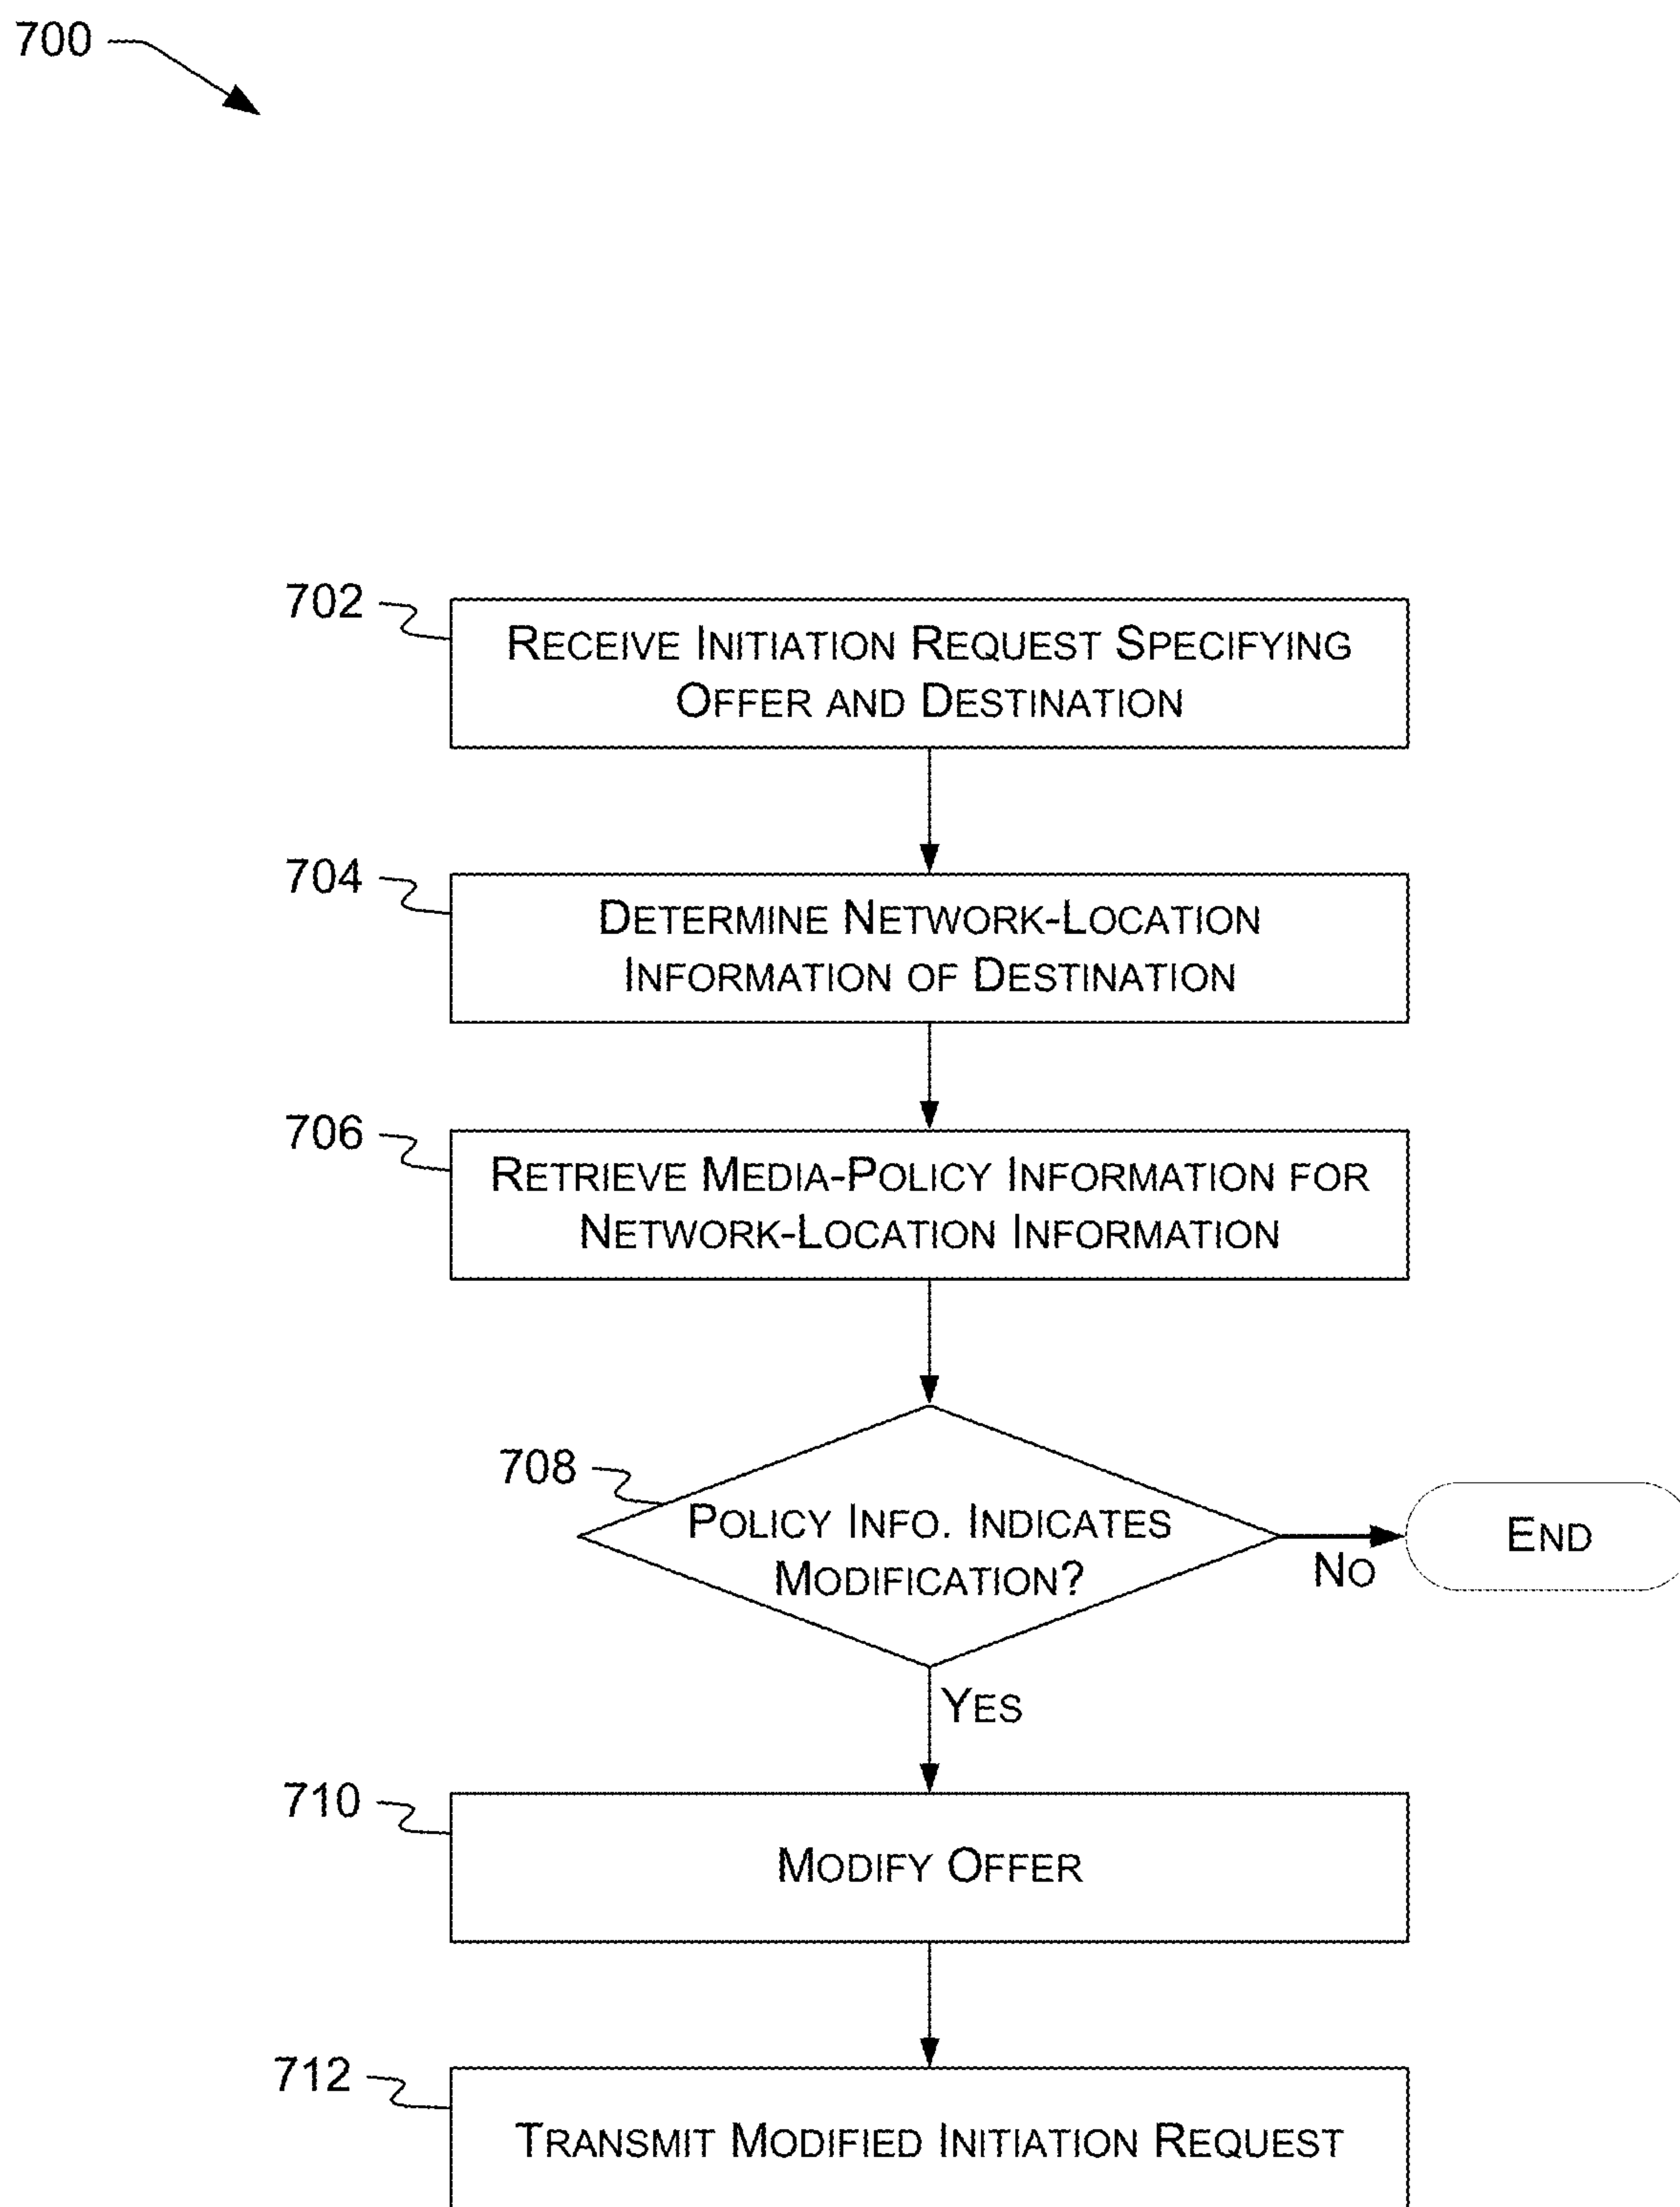 700
702
RECEIVE INITIATION REQUEST SPECIFYING
OFFER AND DESTINATION
704
DETERMINE NETWORK-LOCATION
INFORMATION OF DESTINATION
706
RETRIEVE MEDIA-POLICY INFORMATION FOR
NETWORK-LOCATION INFORMATION
708
POLICY INFO. INDICATES
MODIFICATION?
END
NO
YES
710
MODIFY OFFER
712
TRANSMIT MODIFIED INITIATION REQUEST